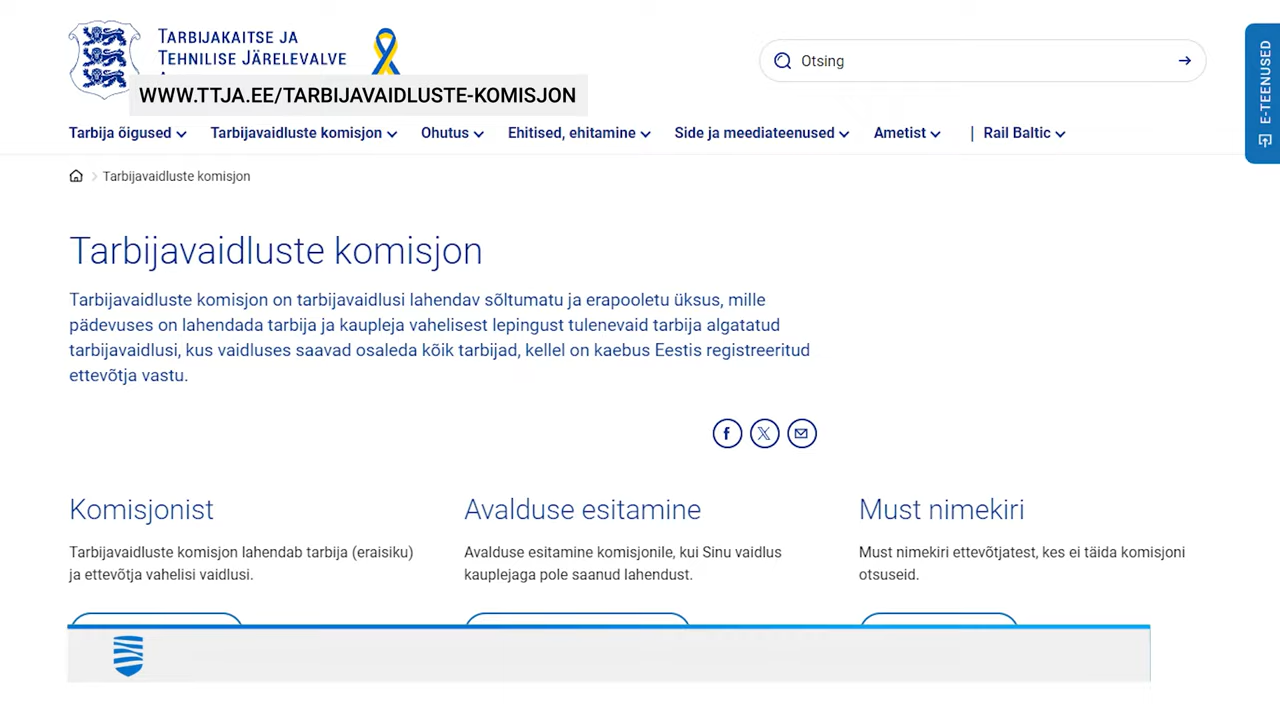 TARBIJAKAITSE JA
TEHNILISE JÄRELEVALVE
WWW.TTJA.EE/TARBIJAVAIDLUSTE-KOMISJON
Otsing
E-TEENUSED
Tarbija õigused
Tarbijavaidluste komisjon
Ohutus
Ehitised, ehitamine
Side ja meediateenused
Ametist
Rail Baltic
Tarbijavaidluste komisjon
Tarbijavaidluste komisjon
Tarbijavaidluste komisjon on tarbijavaidlusi lahendav sõltumatu ja erapooletu üksus, mille
pädevuses on lahendada tarbija ja kaupleja vahelisest lepingust tulenevaid tarbija algatatud
tarbijavaidlusi, kus vaidluses saavad osaleda kõik tarbijad, kellel on kaebus Eestis registreeritud
ettevõtja vastu.
Komisjonist
Tarbijavaidluste komisjon lahendab tarbija (eraisiku)
ja ettevõtja vahelisi vaidlusi.
Avalduse esitamine
Avalduse esitamine komisjonile, kui Sinu vaidlus
kauplejaga pole saanud lahendust.
Must nimekiri
Must nimekiri ettevõtjatest, kes ei täida komisjoni
otsuseid.